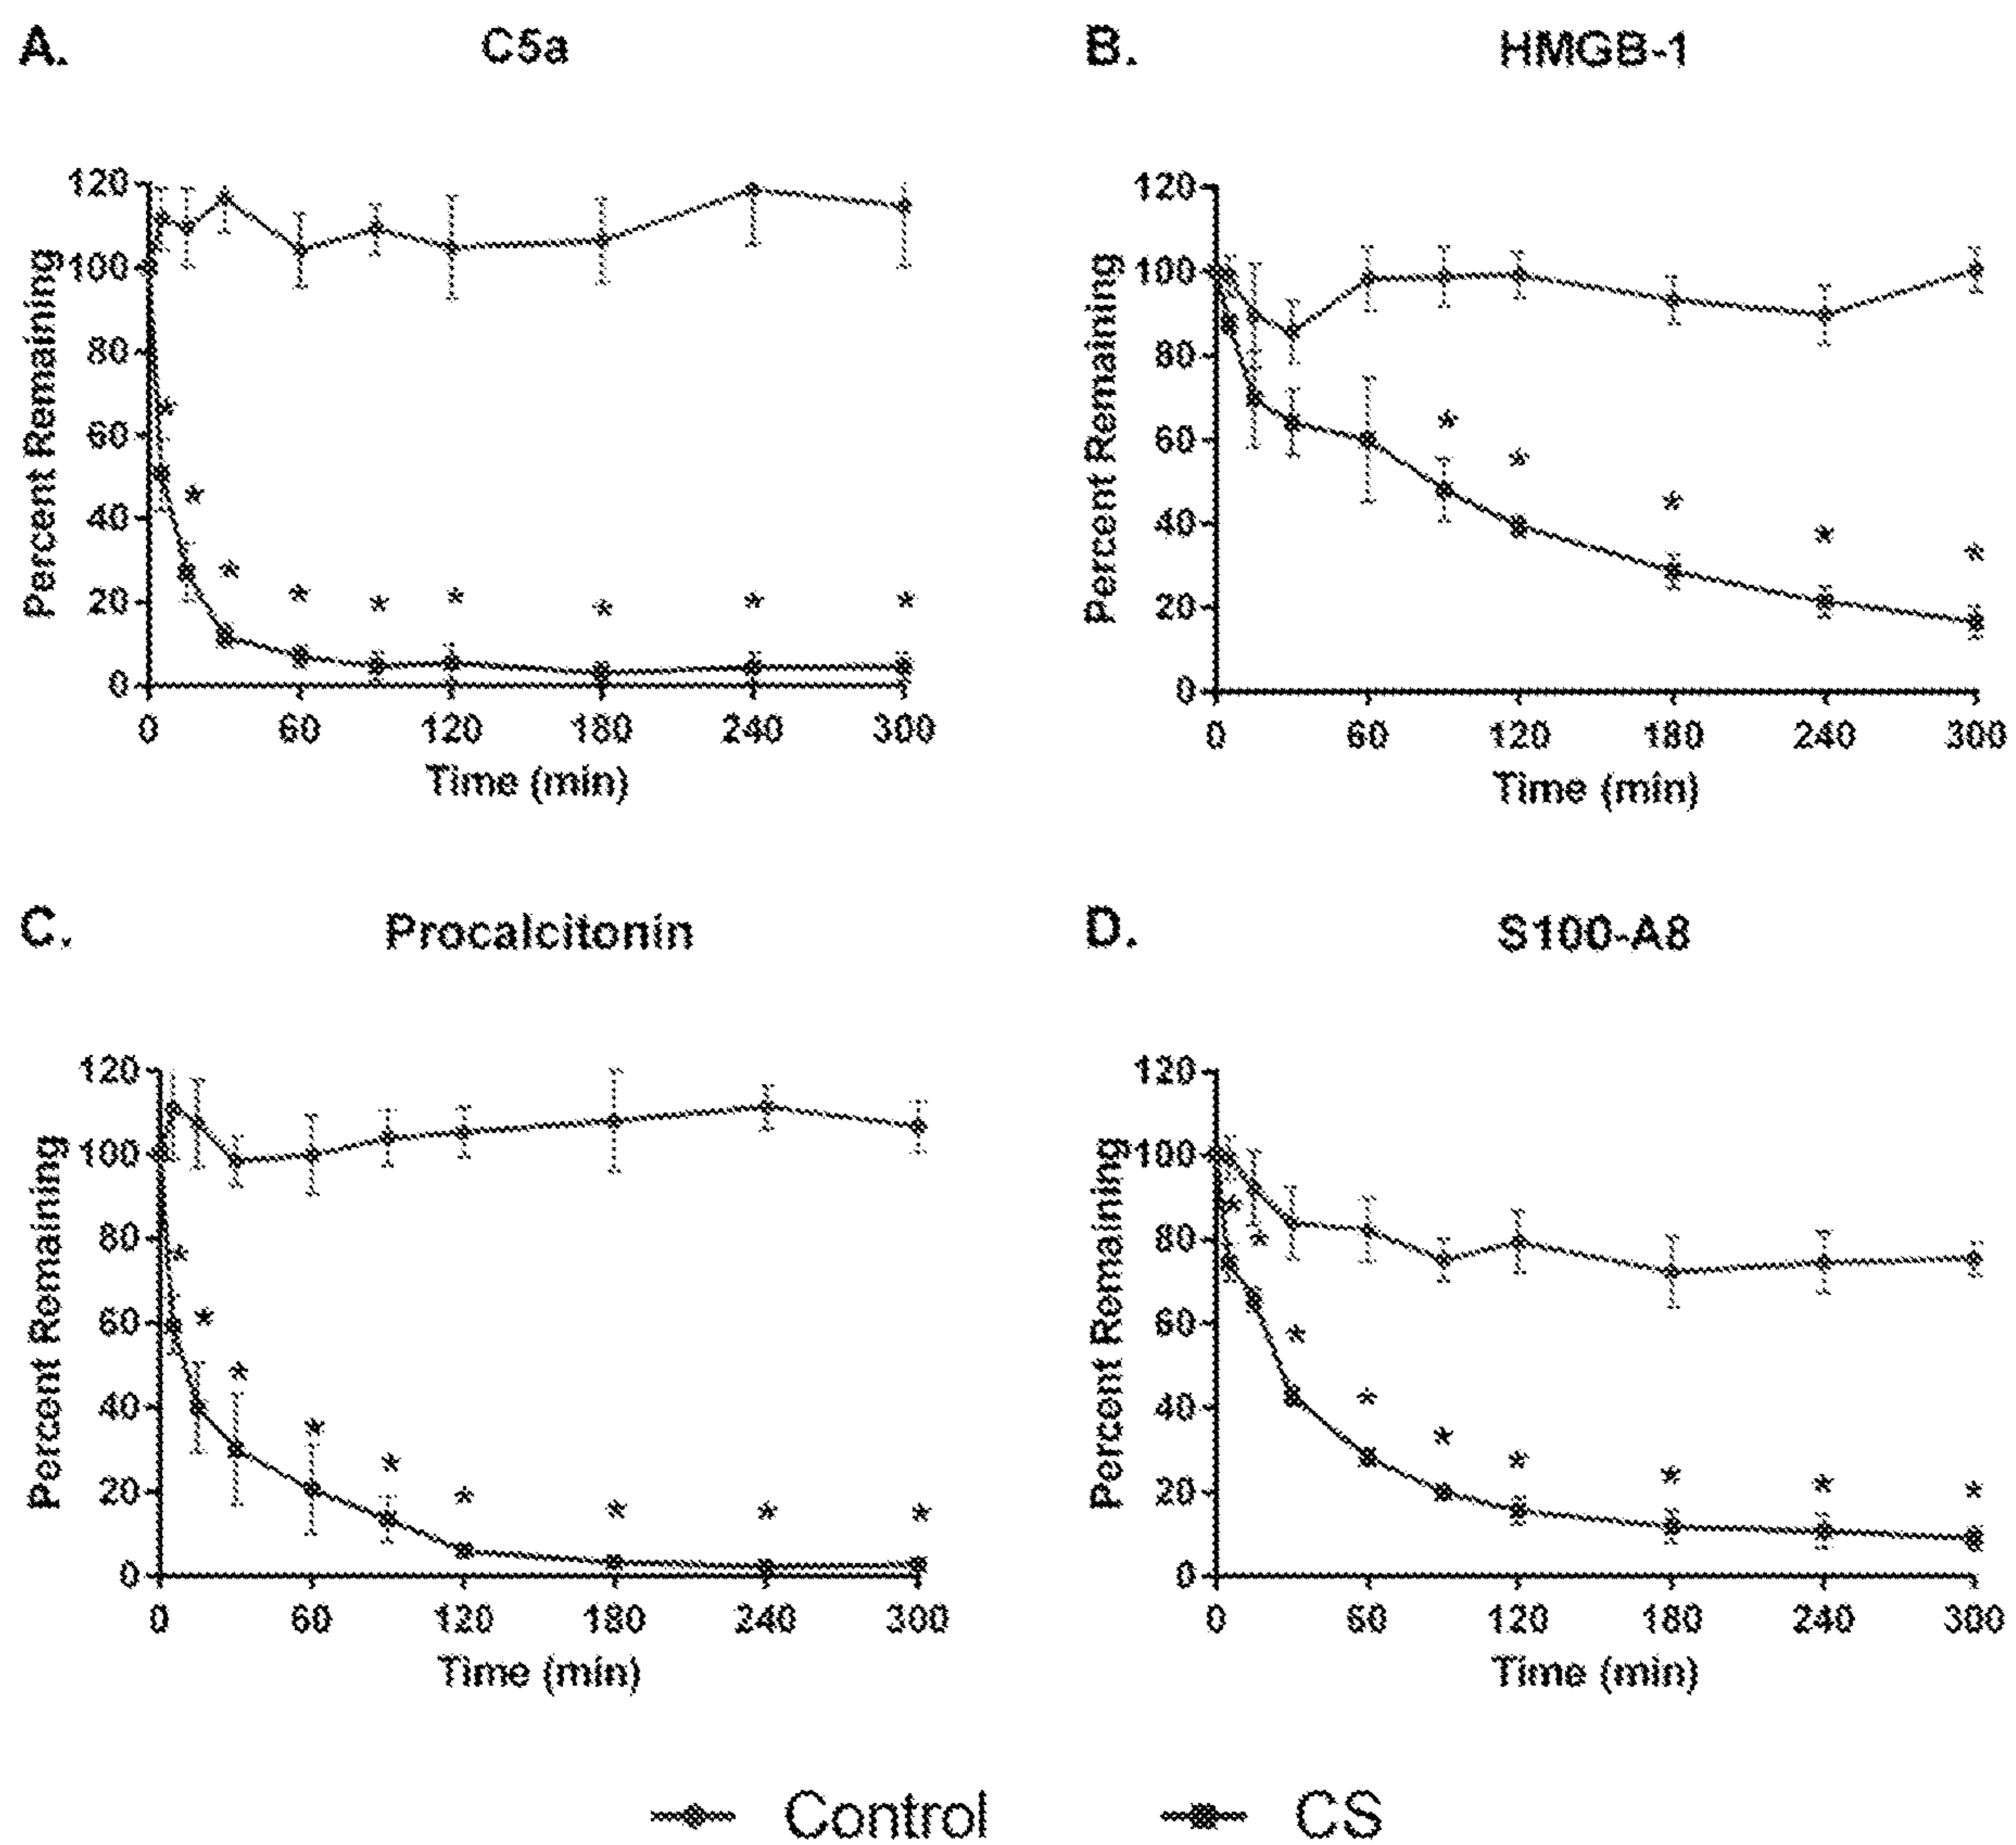 A. C5a
B. HMGB-1
Percent Remaining
120
100
80
60
40
20
0
* * * * * * * * *
0 60 120 180 240 300
Time (min)
Percent Remaining
120
100
80
60
40
20
0
* * * * *
0 60 120 180 240 300
Time (min)
C. Procalcitonin
D. S100-A8
Percent Remaining
120
100
80
60
40
20
0
* * * * * * * * *
0 60 120 180 240 300
Time (min)
Percent Remaining
120
100
80
60
40
20
0
* * * * * * * * *
0 60 120 180 240 300
Time (min)
Control CS